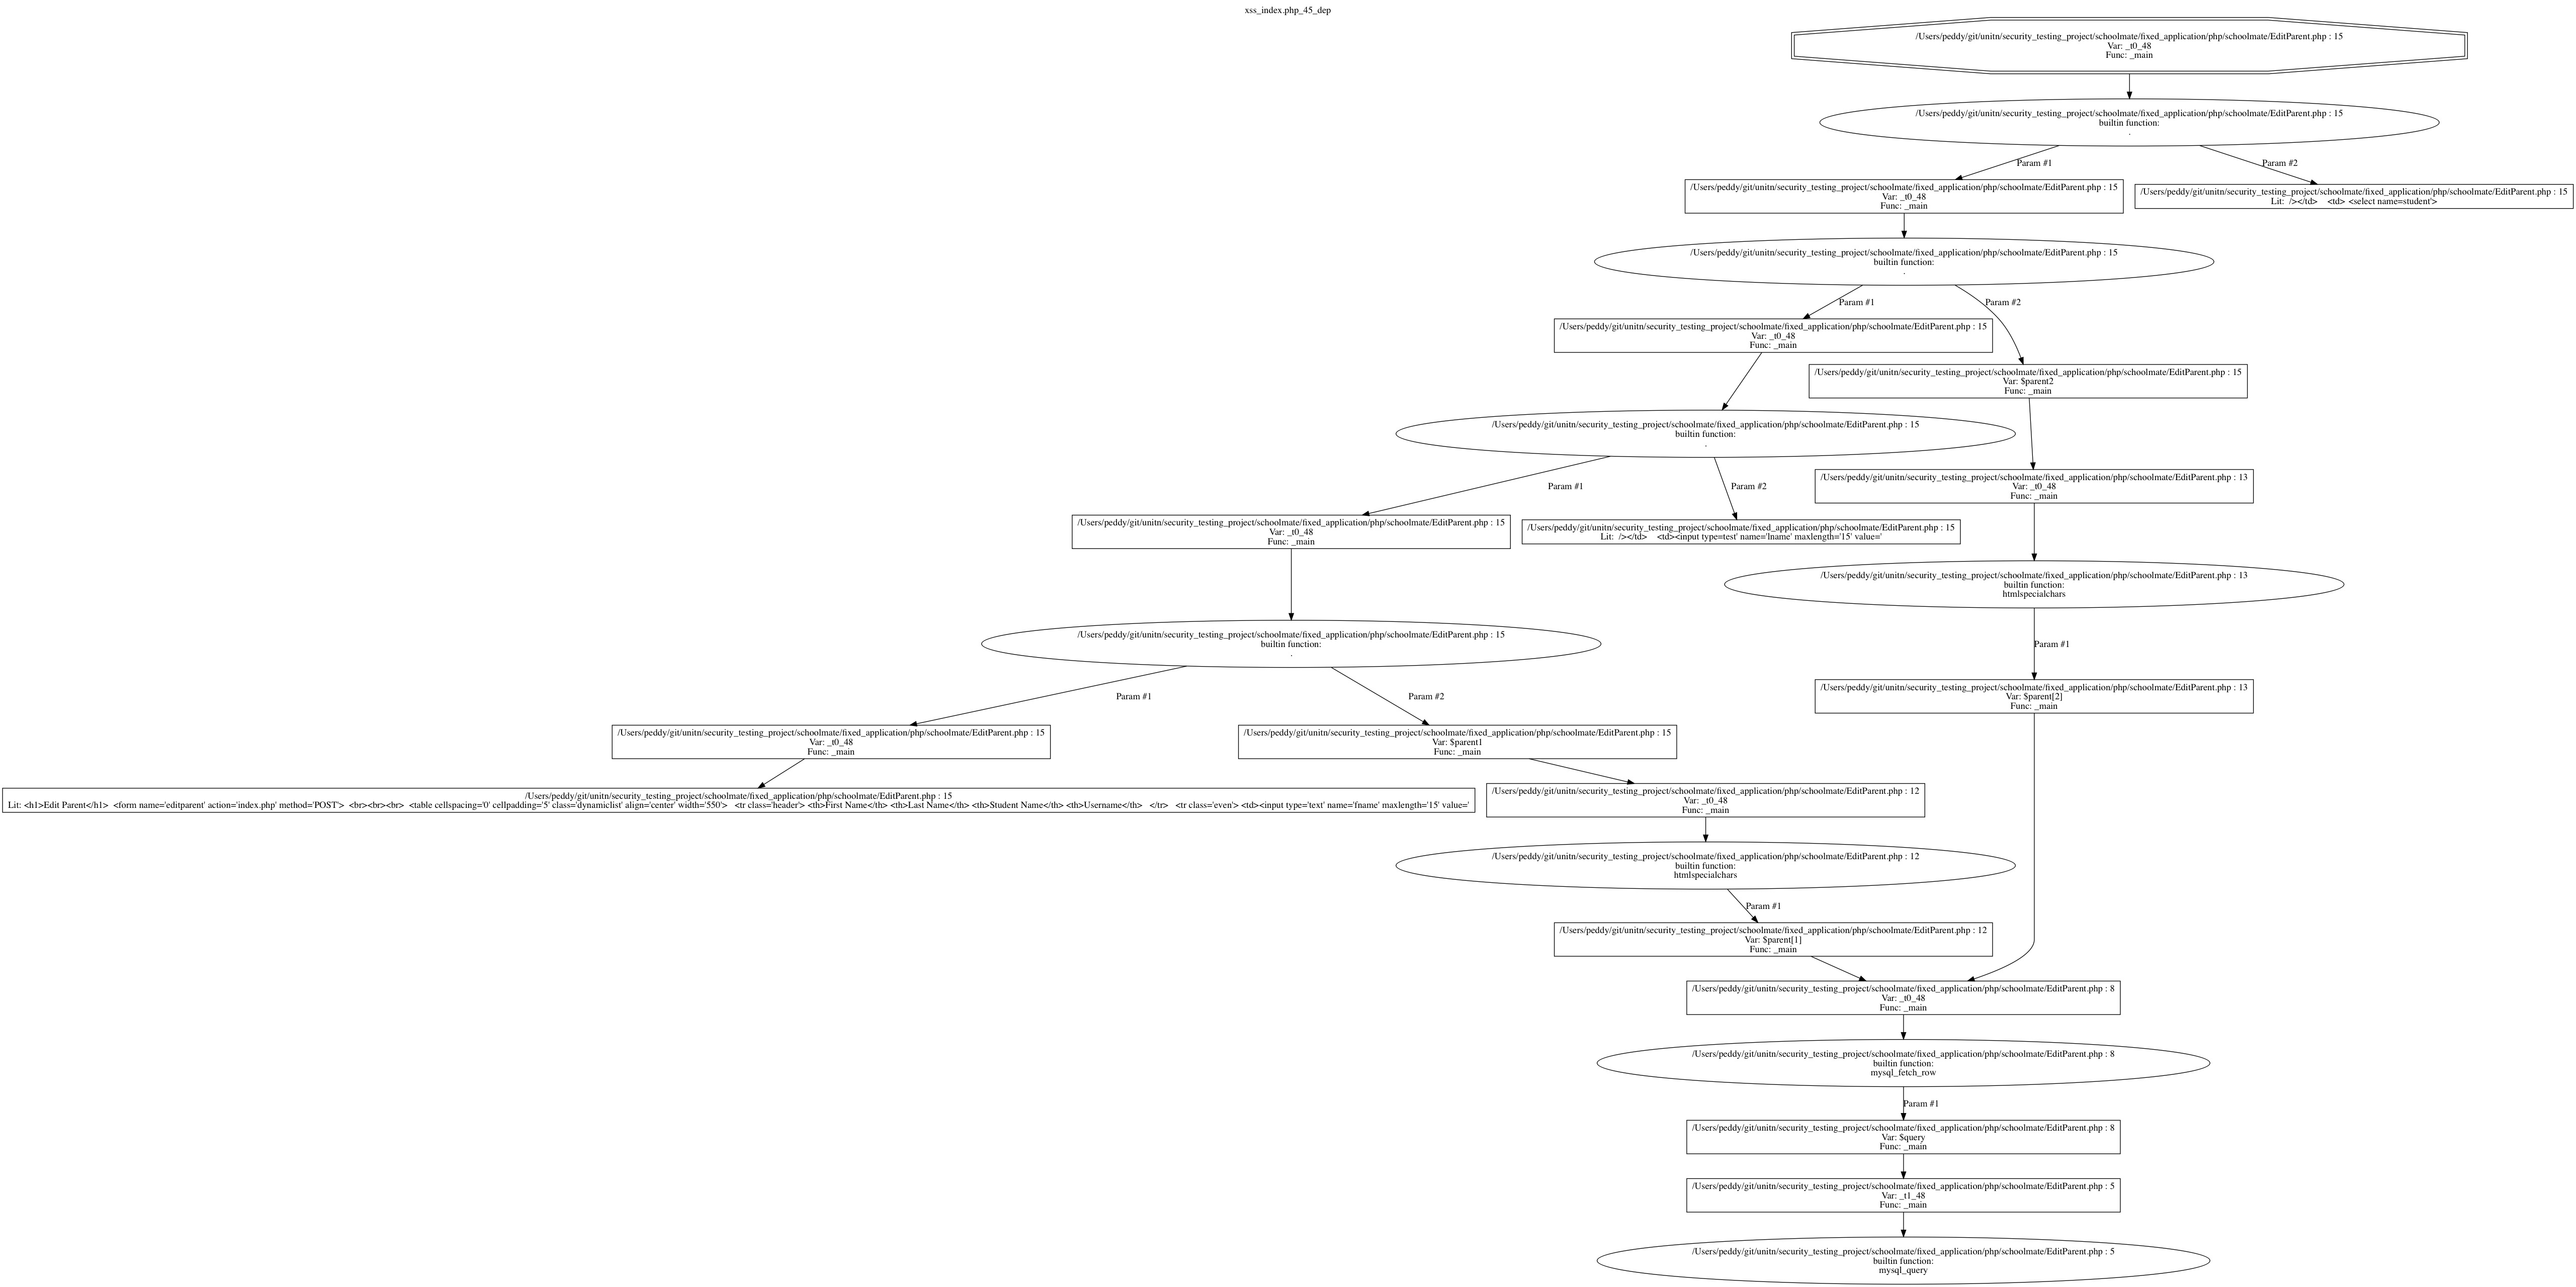 xss_index.php_45_dep
/Users/peddy/git/unitn/security_testing_project/schoolmate/fixed_application/php/schoolmate/EditParent.php : 15
Var: _t0_48
Func: _main
/Users/peddy/git/unitn/security_testing_project/schoolmate/fixed_application/php/schoolmate/EditParent.php : 15
builtin function:
.
Param #1
Param #2
/Users/peddy/git/unitn/security_testing_project/schoolmate/fixed_application/php/schoolmate/EditParent.php : 15
Var: _t0_48
Func: _main
/Users/peddy/git/unitn/security_testing_project/schoolmate/fixed_application/php/schoolmate/EditParent.php : 15
Lit:  /></td>    <td> <select name=student'>
/Users/peddy/git/unitn/security_testing_project/schoolmate/fixed_application/php/schoolmate/EditParent.php : 15
builtin function:
.
Param #1
Param #2
/Users/peddy/git/unitn/security_testing_project/schoolmate/fixed_application/php/schoolmate/EditParent.php : 15
Var: _t0_48
Func: _main
/Users/peddy/git/unitn/security_testing_project/schoolmate/fixed_application/php/schoolmate/EditParent.php : 15
Var: $parent2
Func: _main
/Users/peddy/git/unitn/security_testing_project/schoolmate/fixed_application/php/schoolmate/EditParent.php : 15
builtin function:
.
Param #1
Param #2
/Users/peddy/git/unitn/security_testing_project/schoolmate/fixed_application/php/schoolmate/EditParent.php : 13
Var: _t0_48
Func: _main
/Users/peddy/git/unitn/security_testing_project/schoolmate/fixed_application/php/schoolmate/EditParent.php : 15
Var: _t0_48
Func: _main
/Users/peddy/git/unitn/security_testing_project/schoolmate/fixed_application/php/schoolmate/EditParent.php : 15
Lit:  /></td>    <td><input type=test' name='lname' maxlength='15' value='
/Users/peddy/git/unitn/security_testing_project/schoolmate/fixed_application/php/schoolmate/EditParent.php : 13
builtin function:
htmlspecialchars
/Users/peddy/git/unitn/security_testing_project/schoolmate/fixed_application/php/schoolmate/EditParent.php : 15
builtin function:
.
Param #1
Param #1
Param #2
/Users/peddy/git/unitn/security_testing_project/schoolmate/fixed_application/php/schoolmate/EditParent.php : 13
Var: $parent[2]
Func: _main
/Users/peddy/git/unitn/security_testing_project/schoolmate/fixed_application/php/schoolmate/EditParent.php : 15
Var: _t0_48
Func: _main
/Users/peddy/git/unitn/security_testing_project/schoolmate/fixed_application/php/schoolmate/EditParent.php : 15
Var: $parent1
Func: _main
/Users/peddy/git/unitn/security_testing_project/schoolmate/fixed_application/php/schoolmate/EditParent.php : 15
Lit: <h1>Edit Parent</h1>  <form name='editparent' action='index.php' method='POST'>  <br><br><br>  <table cellspacing='0' cellpadding='5' class='dynamiclist' align='center' width='550'>   <tr class='header'> <th>First Name</th> <th>Last Name</th> <th>Student Name</th> <th>Username</th>   </tr>   <tr class='even'> <td><input type='text' name='fname' maxlength='15' value='
/Users/peddy/git/unitn/security_testing_project/schoolmate/fixed_application/php/schoolmate/EditParent.php : 12
Var: _t0_48
Func: _main
/Users/peddy/git/unitn/security_testing_project/schoolmate/fixed_application/php/schoolmate/EditParent.php : 12
builtin function:
htmlspecialchars
Param #1
/Users/peddy/git/unitn/security_testing_project/schoolmate/fixed_application/php/schoolmate/EditParent.php : 12
Var: $parent[1]
Func: _main
/Users/peddy/git/unitn/security_testing_project/schoolmate/fixed_application/php/schoolmate/EditParent.php : 8
Var: _t0_48
Func: _main
/Users/peddy/git/unitn/security_testing_project/schoolmate/fixed_application/php/schoolmate/EditParent.php : 8
builtin function:
mysql_fetch_row
Param #1
/Users/peddy/git/unitn/security_testing_project/schoolmate/fixed_application/php/schoolmate/EditParent.php : 8
Var: $query
Func: _main
/Users/peddy/git/unitn/security_testing_project/schoolmate/fixed_application/php/schoolmate/EditParent.php : 5
Var: _t1_48
Func: _main
/Users/peddy/git/unitn/security_testing_project/schoolmate/fixed_application/php/schoolmate/EditParent.php : 5
builtin function:
mysql_query